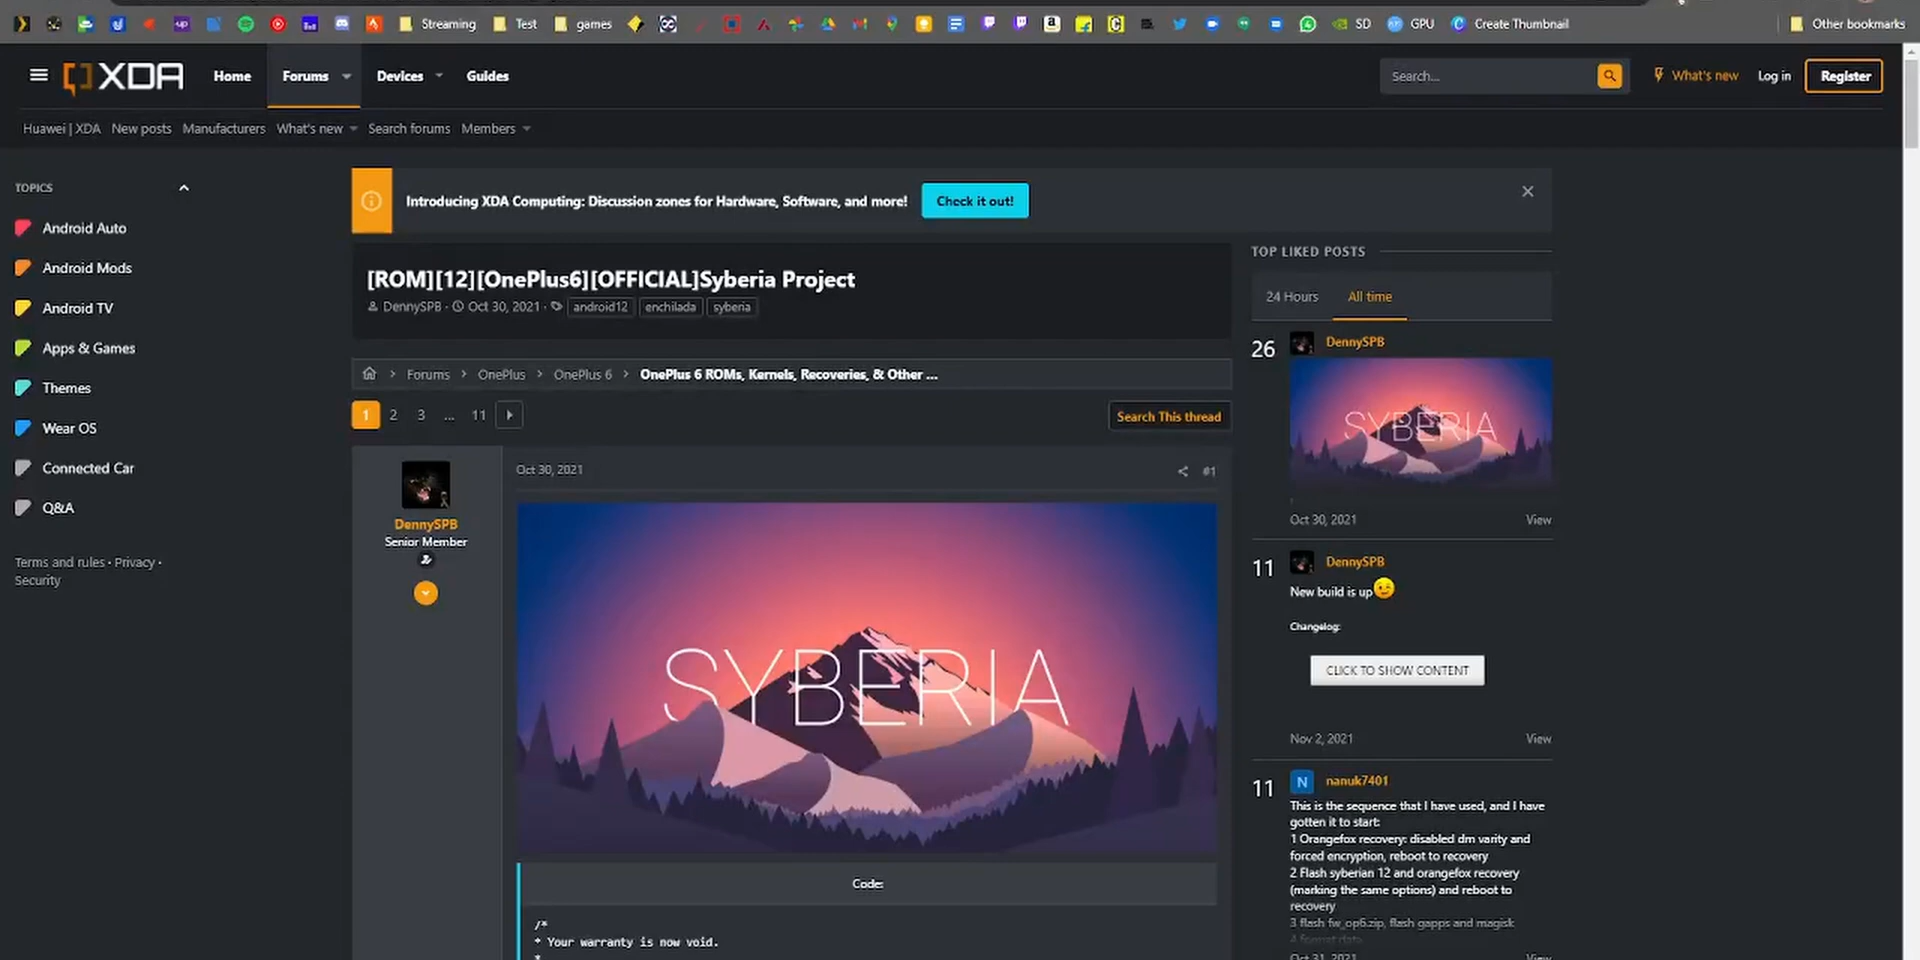 Streaming
Test
games
SD
GPU
Create Thumbnail
Other bookmarks
XDA
Home
Forums
Devices
Guides
Search...
What's new
Log in
Register
Huawei | XDA
New posts
Manufacturers
What's new
Search forums
Members
TOPICS
Android Auto
Android Mods
Android TV
Apps & Games
Themes
Wear OS
Connected Car
Q&A
Terms and rules · Privacy ·
Security
Introducing XDA Computing: Discussion zones for Hardware, Software, and more!
Check it out!
[ROM][12][OnePlus6][OFFICIAL]Syberia Project
DennySPB · Oct 30, 2021 ·
android12
enchilada
syberia
Forums
OnePlus
OnePlus 6
OnePlus 6 ROMs, Kernels, Recoveries, & Other ...
1 2 3 ... 11
Search This thread
DennySPB
Senior Member
Oct 30, 2021
#1
SYBERIA
Code:
/*
* Your warranty is now void.
*
TOP LIKED POSTS
24 Hours
All time
26
DennySPB
SYBERIA
Oct 30, 2021
View
11
DennySPB
New build is up
Changelog:
CLICK TO SHOW CONTENT
Nov 2, 2021
View
11
N
nanuk7401
This is the sequence that I have used, and I have
gotten it to start:
1 Orangefox recovery: disabled dm varity and
forced encryption, reboot to recovery
2 Flash syberian 12 and orangefox recovery
(marking the same options) and reboot to
recovery
3 flash fw_op6.zip, flash gapps and magisk
4 format data
Oct 31, 2021
View